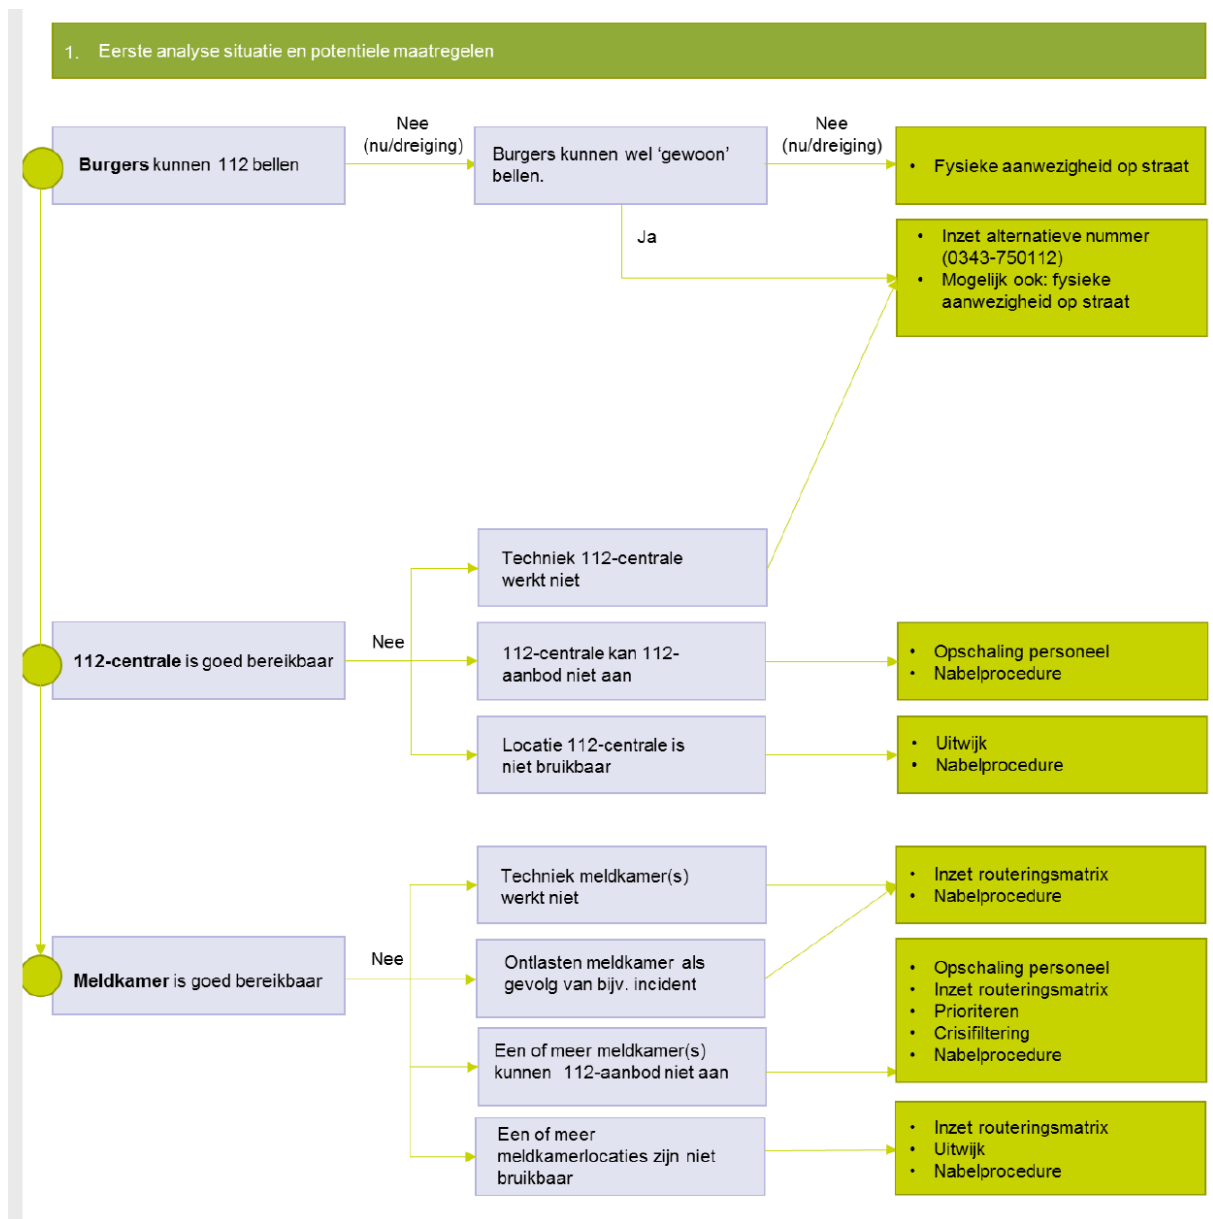 1. Eerste analyse situatie en potentiele maatregelen
Burgers kunnen 112 bellen
Nee
(nu/dreiging)
Burgers kunnen wel ‘gewoon’
bellen.
Nee
(nu/dreiging)
• Fysieke aanwezigheid op straat
Ja
• Inzet alternatieve nummer
(0343-750112)
• Mogelijk ook: fysieke
aanwezigheid op straat
112-centrale is goed bereikbaar
Nee
Techniek 112-centrale
werkt niet
112-centrale kan 112-
aanbod niet aan
• Opschaling personeel
• Nabelprocedure
Locatie 112-centrale is
niet bruikbaar
• Uitwijk
• Nabelprocedure
Meldkamer is goed bereikbaar
Nee
Techniek meldkamer(s)
werkt niet
• Inzet routeringsmatrix
• Nabelprocedure
Ontlasten meldkamer als
gevolg van bijv. incident
Een of meer meldkamer(s)
kunnen 112-aanbod niet aan
• Opschaling personeel
• Inzet routeringsmatrix
• Prioriteren
• Crisifiltering
• Nabelprocedure
Een of meer
meldkamerlocaties zijn niet
bruikbaar
• Inzet routeringsmatrix
• Uitwijk
• Nabelprocedure